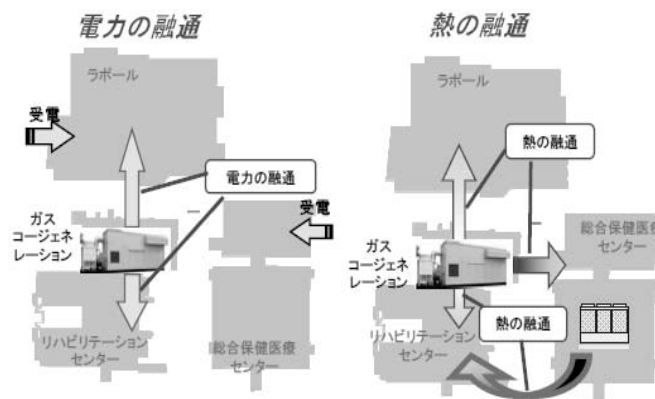 電力の融通
ラポール
受電
電力の融通
ガス
コージェネ
レーション
受電
リハビリテーション
センター
総合保健医療
センター
熱の融通
ラポール
熱の融通
ガス
コージェネ
レーション
総合保健医療
センター
熱の融通
リハビリテーション
センター